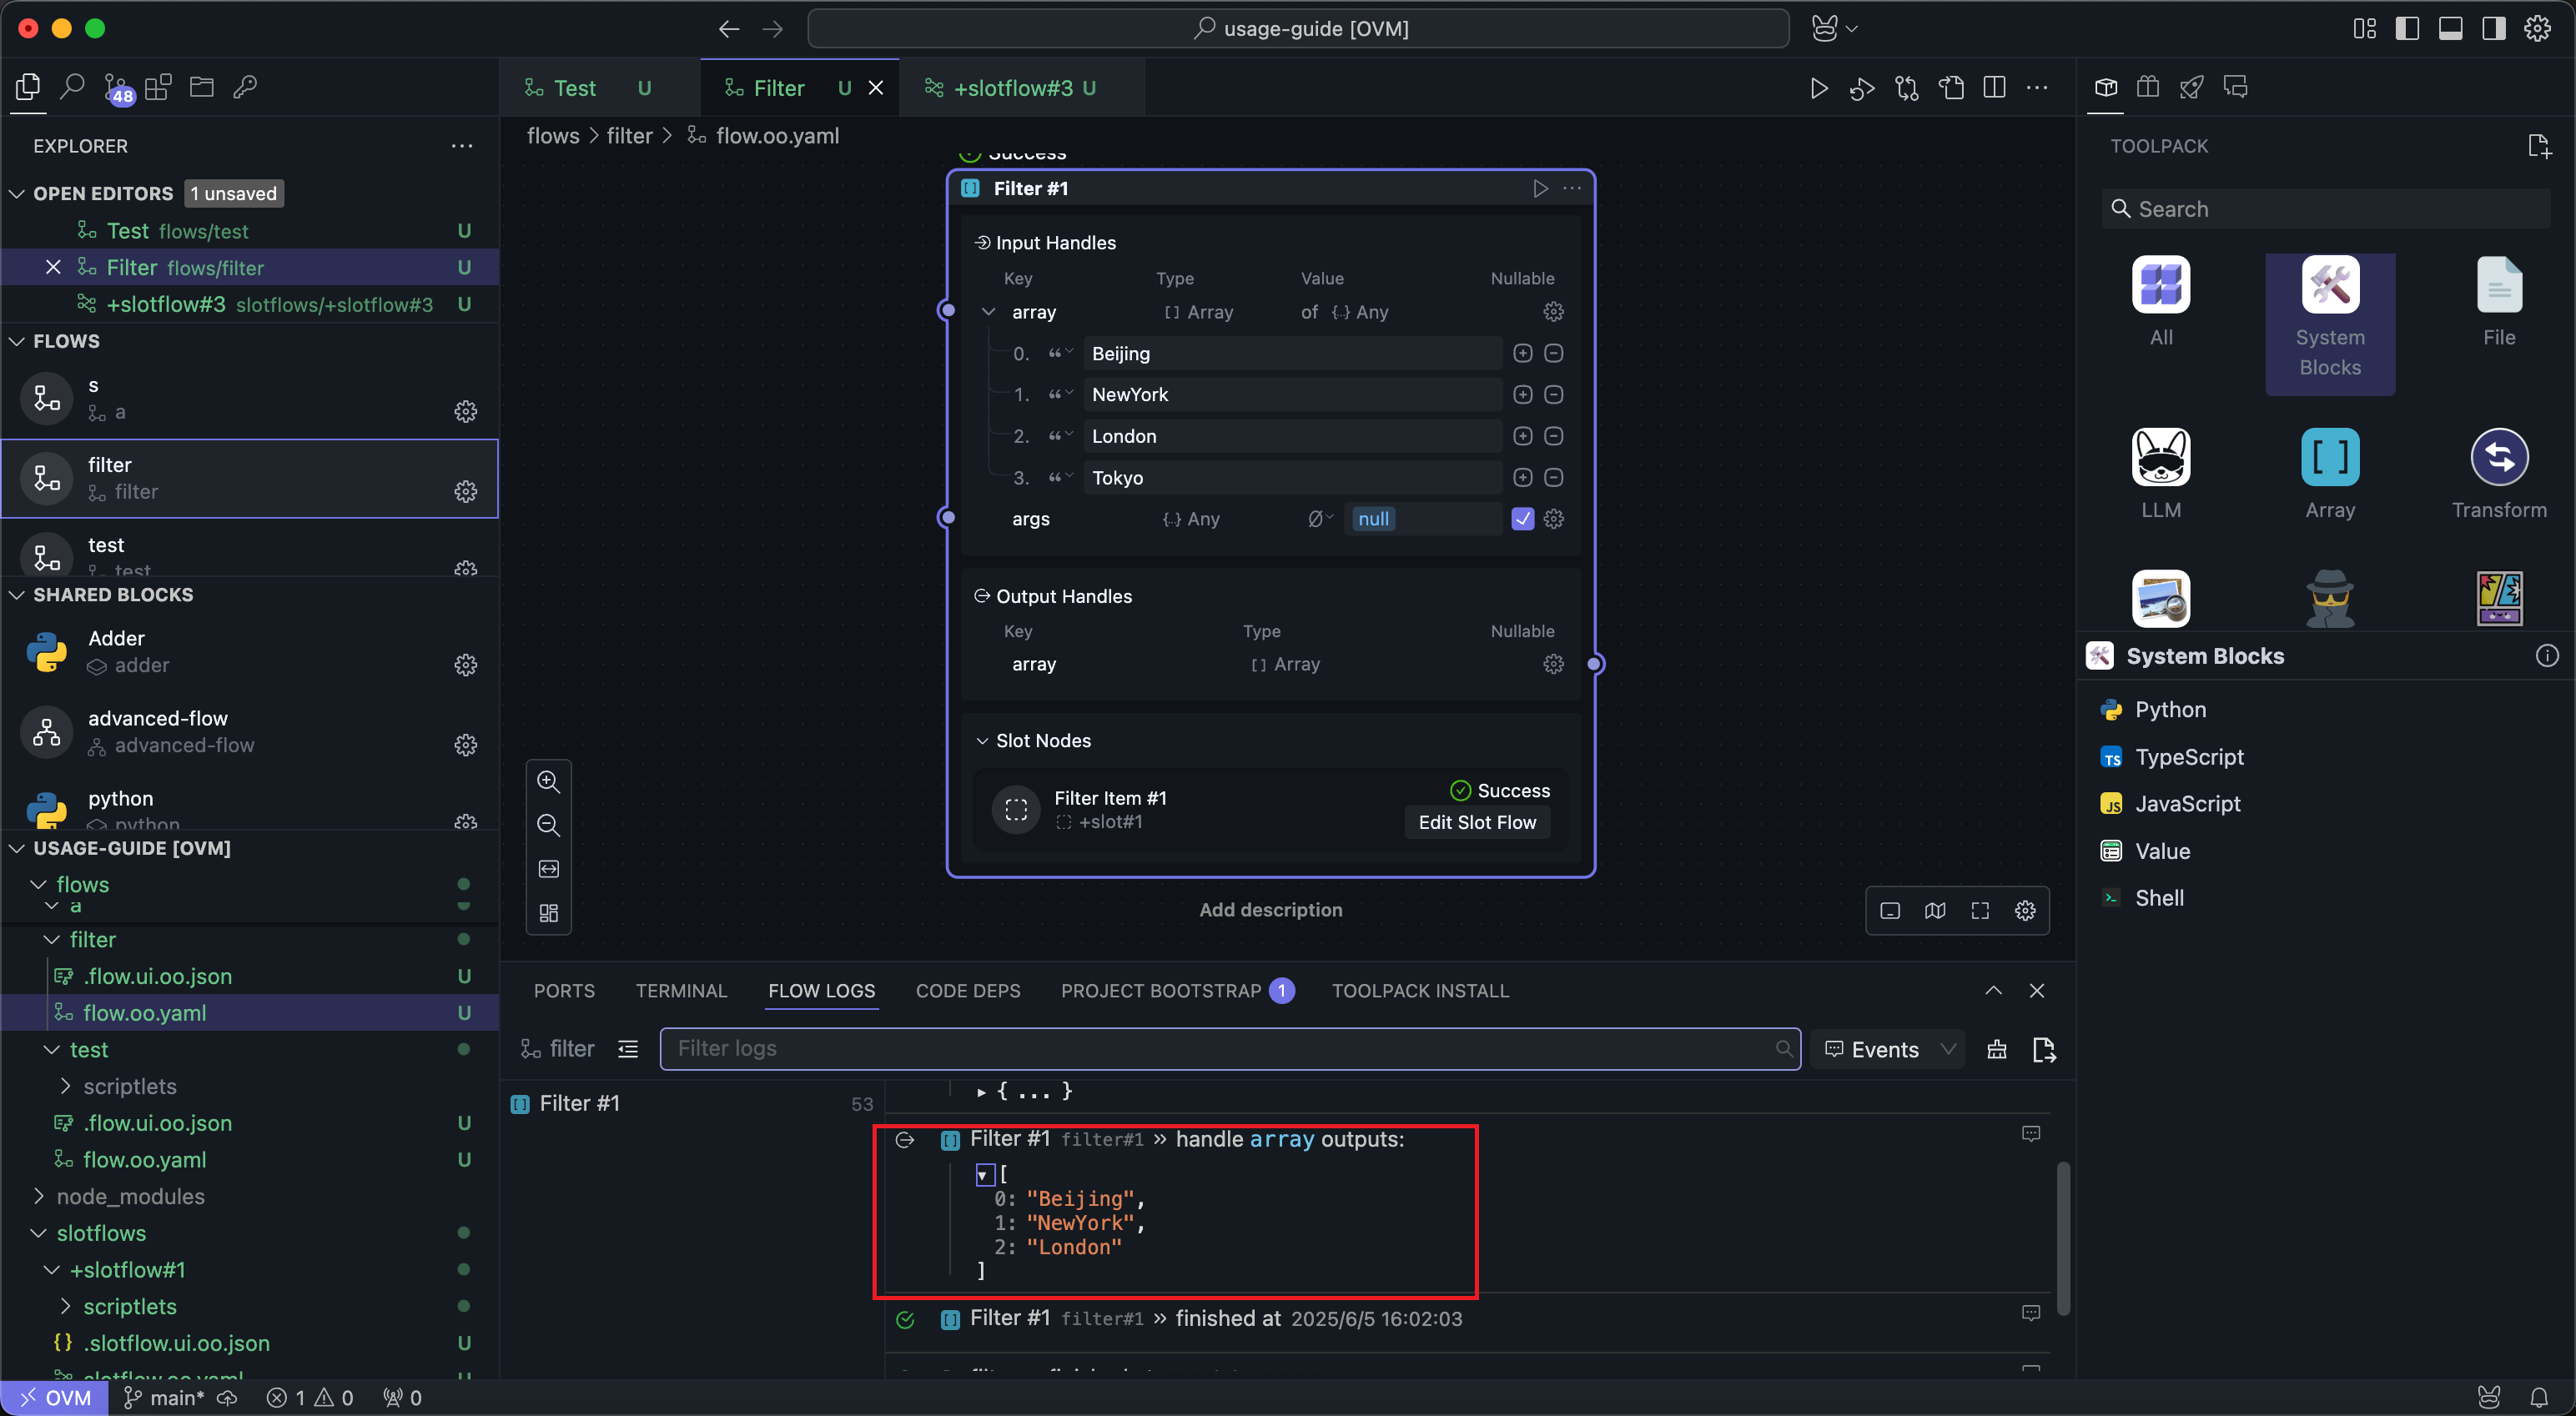 usage-guide [OVM]
48
Test U
Filter U
+slotflow#3 U
flows > filter > flow.oo.yaml
EXPLORER
OPEN EDITORS 1 unsaved
Test flows/test U
Filter flows/filter U
+slotflow#3 slotflows/+slotflow#3 U
FLOWS
s
a
filter
filter
test
test
SHARED BLOCKS
Adder
adder
advanced-flow
advanced-flow
python
python
USAGE-GUIDE [OVM]
flows
a
filter
.flow.ui.oo.json U
flow.oo.yaml U
test
scriptlets
.flow.ui.oo.json U
flow.oo.yaml U
node_modules
slotflows
+slotflow#1
scriptlets
{} .slotflow.ui.oo.json U
slotflow.oo.yaml U
Success
Filter #1
Input Handles
Key Type Value Nullable
array [] Array of {..} Any
0. Beijing
1. NewYork
2. London
3. Tokyo
args {..} Any null
Output Handles
Key Type Nullable
array [] Array
Slot Nodes
Filter Item #1
+slot#1
Success
Edit Slot Flow
Add description
PORTS TERMINAL FLOW LOGS CODE DEPS PROJECT BOOTSTRAP 1 TOOLPACK INSTALL
filter Filter logs Events
Filter #1 53
{ ... }
Filter #1 filter#1 » handle array outputs:
[
0: "Beijing",
1: "NewYork",
2: "London"
]
Filter #1 filter#1 » finished at 2025/6/5 16:02:03
TOOLPACK
Search
All
System
Blocks
File
LLM
Array
Transform
System Blocks
Python
TS TypeScript
JS JavaScript
Value
Shell
OVM main* 1 0 0